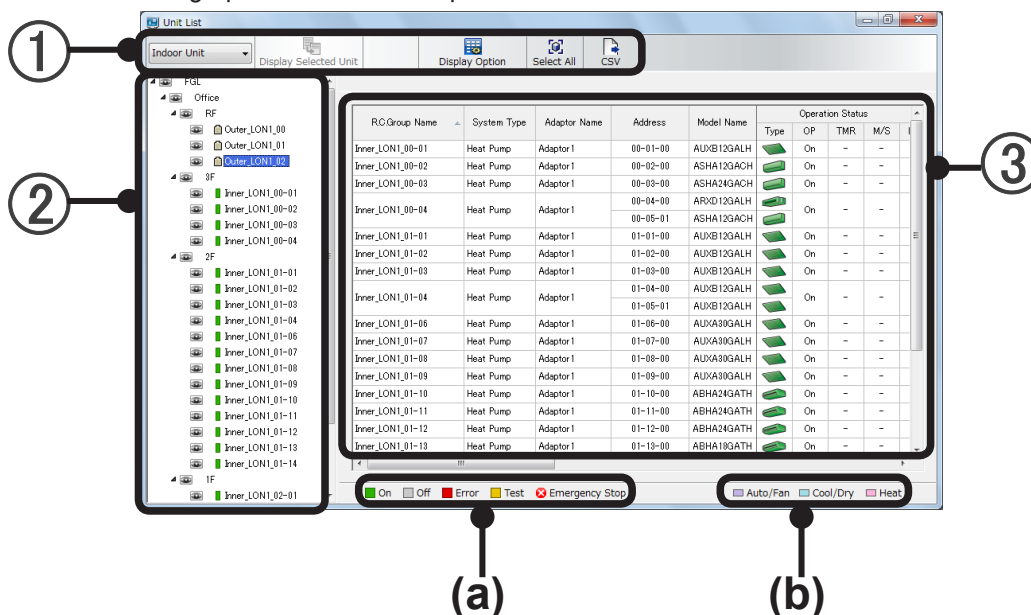 Unit List
①
Indoor Unit
Display Selected Unit
Display Option
Select All
CSV
②
FGL
Office
RF
Outer_LON1_00
Outer_LON1_01
Outer_LON1_02
3F
Inner_LON1_00-01
Inner_LON1_00-02
Inner_LON1_00-03
Inner_LON1_00-04
2F
Inner_LON1_01-01
Inner_LON1_01-02
Inner_LON1_01-03
Inner_LON1_01-04
Inner_LON1_01-06
Inner_LON1_01-07
Inner_LON1_01-08
Inner_LON1_01-09
Inner_LON1_01-10
Inner_LON1_01-11
Inner_LON1_01-12
Inner_LON1_01-13
Inner_LON1_01-14
1F
Inner_LON1_02-01
③
R.C.Group Name System Type Adaptor Name Address Model Name Operation Status
Type OP TMR M/S
Inner_LON1_00-01 Heat Pump Adaptor1 00-01-00 AUXB12GALH On - -
Inner_LON1_00-02 Heat Pump Adaptor1 00-02-00 ASHA12GACH On - -
Inner_LON1_00-03 Heat Pump Adaptor1 00-03-00 ASHA24GACH On - -
Inner_LON1_00-04 Heat Pump Adaptor1 00-04-00 ARXD12GALH On - -
00-05-01 ASHA12GACH
Inner_LON1_01-01 Heat Pump Adaptor1 01-01-00 AUXB12GALH On - -
Inner_LON1_01-02 Heat Pump Adaptor1 01-02-00 AUXB12GALH On - -
Inner_LON1_01-03 Heat Pump Adaptor1 01-03-00 AUXB12GALH On - -
Inner_LON1_01-04 Heat Pump Adaptor1 01-04-00 AUXB12GALH On - -
01-05-01 AUXB12GALH
Inner_LON1_01-06 Heat Pump Adaptor1 01-06-00 AUXA30GALH On - -
Inner_LON1_01-07 Heat Pump Adaptor1 01-07-00 AUXA30GALH On - -
Inner_LON1_01-08 Heat Pump Adaptor1 01-08-00 AUXA30GALH On - -
Inner_LON1_01-09 Heat Pump Adaptor1 01-09-00 AUXA30GALH On - -
Inner_LON1_01-10 Heat Pump Adaptor1 01-10-00 ABHA24GATH On - -
Inner_LON1_01-11 Heat Pump Adaptor1 01-11-00 ABHA24GATH On - -
Inner_LON1_01-12 Heat Pump Adaptor1 01-12-00 ABHA24GATH On - -
Inner_LON1_01-13 Heat Pump Adaptor1 01-13-00 ABHA18GATH On - -
On Off Error Test Emergency Stop Auto/Fan Cool/Dry Heat
(a) (b)